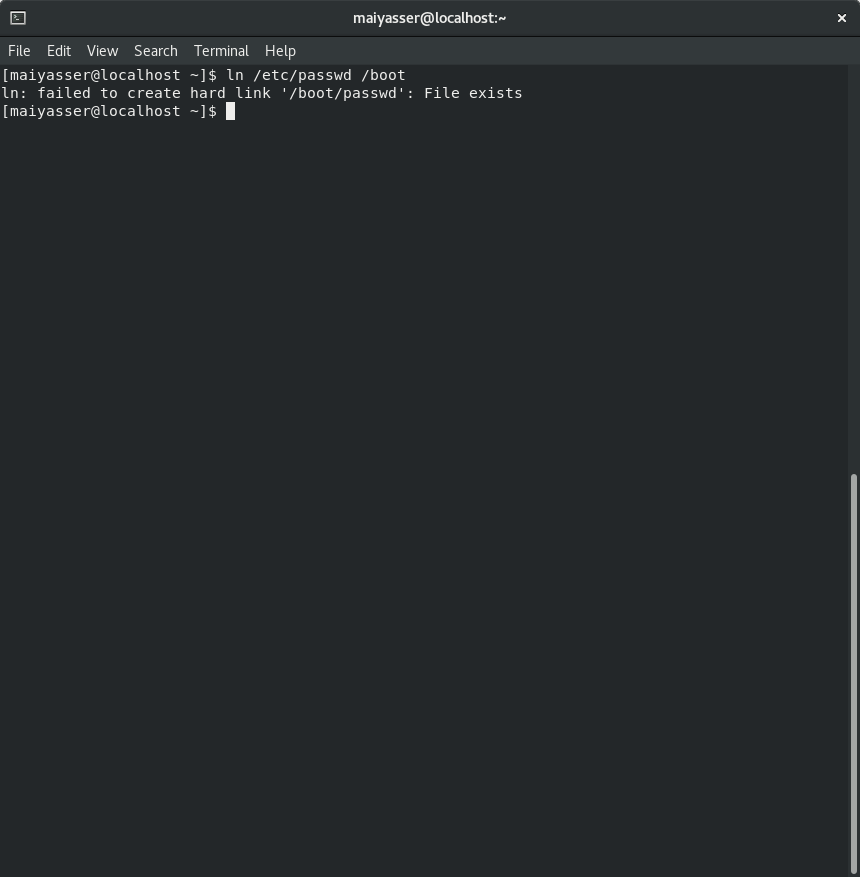 maiyasser@localhost:~
File Edit View Search Terminal Help
[maiyasser@localhost ~]$ ln /etc/passwd /boot
ln: failed to create hard link '/boot/passwd': File exists
[maiyasser@localhost ~]$